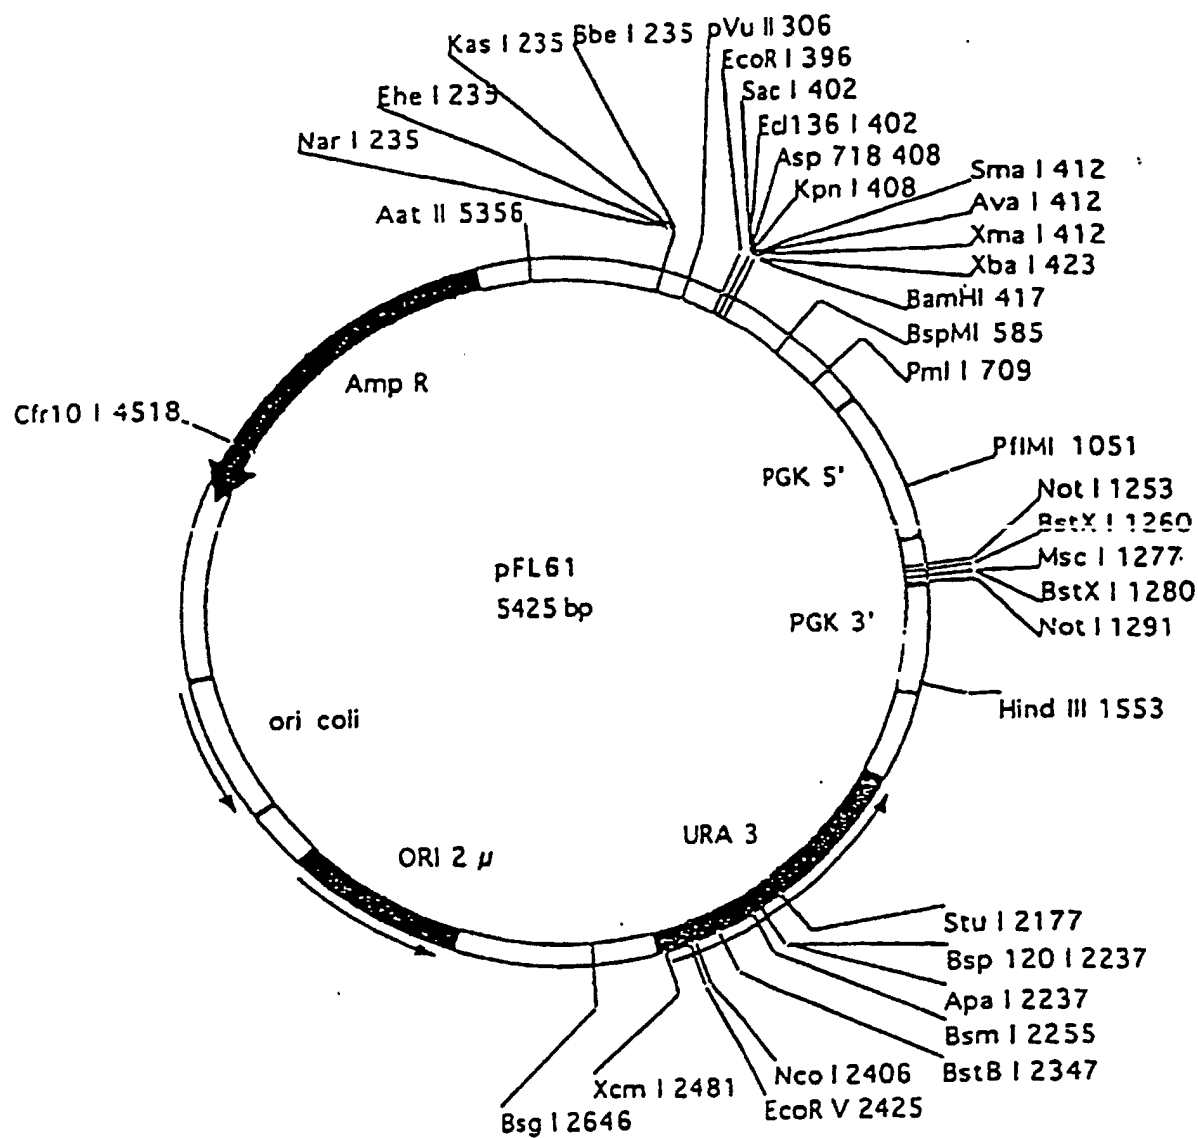 Kas I 235
Bbe I 235
pVu II 306
EcoR I 396
Ehe I 235
Sac I 402
Ecl136 I 402
Nar I 235
Asp 718 408
Kpn I 408
Sma I 412
Ava I 412
Aat II 5356
Xma I 412
Xba I 423
BamHI 417
BspMI 585
Pml I 709
Amp R
Cfr10 I 4518
PflMI 1051
PGK 5'
Not I 1253
BstX I 1260
Msc I 1277
BstX I 1280
Not I 1291
pFL61
5425 bp
PGK 3'
Hind III 1553
ori coli
URA 3
ORI 2 µ
Stu I 2177
Bsp 120 I 2237
Apa I 2237
Bsm I 2255
BstB I 2347
Nco I 2406
EcoR V 2425
Xcm I 2481
Bsg I 2646